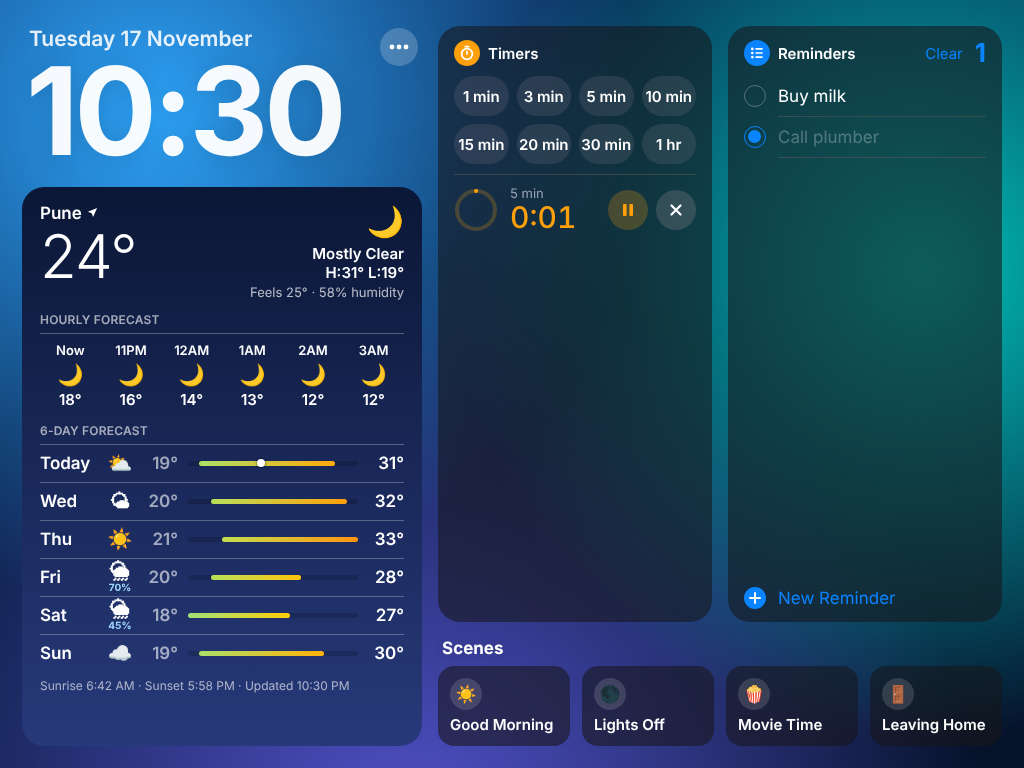 Tuesday 17 November
10:30
Pune
24°
Mostly Clear
H:31° L:19°
Feels 25° · 58% humidity
HOURLY FORECAST
Now 11PM 12AM 1AM 2AM 3AM
18° 16° 14° 13° 12° 12°
6-DAY FORECAST
Today 19° 31°
Wed 20° 32°
Thu 21° 33°
Fri 70% 20° 28°
Sat 45% 18° 27°
Sun 19° 30°
Sunrise 6:42 AM · Sunset 5:58 PM · Updated 10:30 PM
Timers
1 min 3 min 5 min 10 min
15 min 20 min 30 min 1 hr
5 min
0:01
Reminders Clear 1
Buy milk
Call plumber
New Reminder
Scenes
Good Morning Lights Off Movie Time Leaving Home